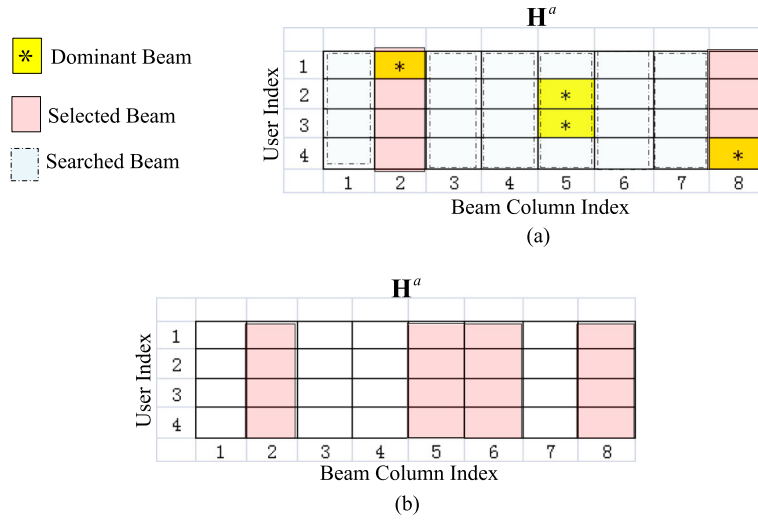 H^a
* Dominant Beam
Selected Beam
Searched Beam
User Index
1 *
2 *
3 *
4 *
1 2 3 4 5 6 7 8
Beam Column Index
(a)
H^a
User Index
1
2
3
4
1 2 3 4 5 6 7 8
Beam Column Index
(b)